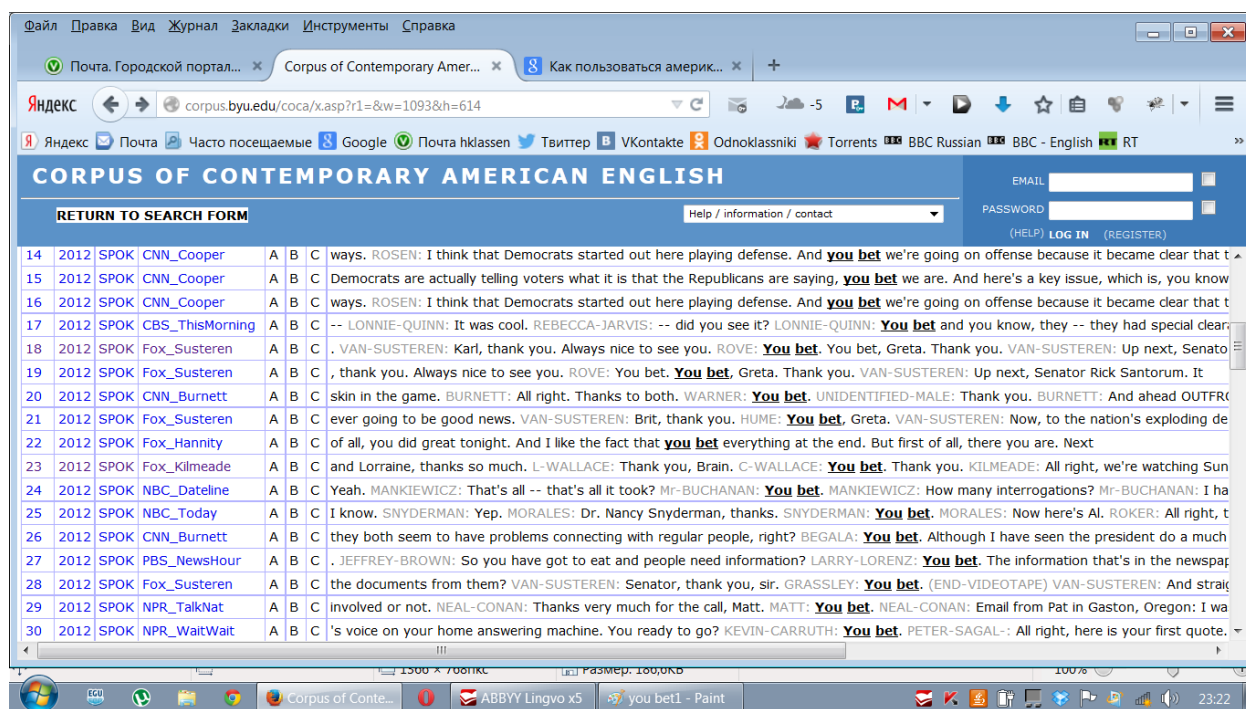 Файл Правка Вид Журнал Закладки Инструменты Справка
Почта. Городской портал... × Corpus of Contemporary Amer... × Как пользоваться америк... × +
Яндекс corpus.byu.edu/coca/x.asp?r1=&w=1093&h=614 -5
Яндекс Почта Часто посещаемые Google Почта hklassen Твиттер VKontakte Odnoklassniki Torrents BBC Russian BBC - English RT »
CORPUS OF CONTEMPORARY AMERICAN ENGLISH
EMAIL
RETURN TO SEARCH FORM Help / information / contact PASSWORD
(HELP) LOG IN (REGISTER)
14 2012 SPOK CNN_Cooper A B C ways. ROSEN: I think that Democrats started out here playing defense. And you bet we're going on offense because it became clear that t
15 2012 SPOK CNN_Cooper A B C Democrats are actually telling voters what it is that the Republicans are saying, you bet we are. And here's a key issue, which is, you know
16 2012 SPOK CNN_Cooper A B C ways. ROSEN: I think that Democrats started out here playing defense. And you bet we're going on offense because it became clear that t
17 2012 SPOK CBS_ThisMorning A B C -- LONNIE-QUINN: It was cool. REBECCA-JARVIS: -- did you see it? LONNIE-QUINN: You bet and you know, they -- they had special clear
18 2012 SPOK Fox_Susteren A B C . VAN-SUSTEREN: Karl, thank you. Always nice to see you. ROVE: You bet. You bet, Greta. Thank you. VAN-SUSTEREN: Up next, Senato
19 2012 SPOK Fox_Susteren A B C , thank you. Always nice to see you. ROVE: You bet. You bet, Greta. Thank you. VAN-SUSTEREN: Up next, Senator Rick Santorum. It
20 2012 SPOK CNN_Burnett A B C skin in the game. BURNETT: All right. Thanks to both. WARNER: You bet. UNIDENTIFIED-MALE: Thank you. BURNETT: And ahead OUTFR
21 2012 SPOK Fox_Susteren A B C ever going to be good news. VAN-SUSTEREN: Brit, thank you. HUME: You bet, Greta. VAN-SUSTEREN: Now, to the nation's exploding de
22 2012 SPOK Fox_Hannity A B C of all, you did great tonight. And I like the fact that you bet everything at the end. But first of all, there you are. Next
23 2012 SPOK Fox_Kilmeade A B C and Lorraine, thanks so much. L-WALLACE: Thank you, Brain. C-WALLACE: You bet. Thank you. KILMEADE: All right, we're watching Sun
24 2012 SPOK NBC_Dateline A B C Yeah. MANKIEWICZ: That's all -- that's all it took? Mr-BUCHANAN: You bet. MANKIEWICZ: How many interrogations? Mr-BUCHANAN: I ha
25 2012 SPOK NBC_Today A B C I know. SNYDERMAN: Yep. MORALES: Dr. Nancy Snyderman, thanks. SNYDERMAN: You bet. MORALES: Now here's Al. ROKER: All right, t
26 2012 SPOK CNN_Burnett A B C they both seem to have problems connecting with regular people, right? BEGALA: You bet. Although I have seen the president do a much
27 2012 SPOK PBS_NewsHour A B C . JEFFREY-BROWN: So you have got to eat and people need information? LARRY-LORENZ: You bet. The information that's in the newspap
28 2012 SPOK Fox_Susteren A B C the documents from them? VAN-SUSTEREN: Senator, thank you, sir. GRASSLEY: You bet. (END-VIDEOTAPE) VAN-SUSTEREN: And straig
29 2012 SPOK NPR_TalkNat A B C involved or not. NEAL-CONAN: Thanks very much for the call, Matt. MATT: You bet. NEAL-CONAN: Email from Pat in Gaston, Oregon: I wa
30 2012 SPOK NPR_WaitWait A B C 's voice on your home answering machine. You ready to go? KEVIN-CARRUTH: You bet. PETER-SAGAL-: All right, here is your first quote.
1366 × 768пкс Размер: 186,6КБ 100%
EGU Corpus of Conte... ABBYY Lingvo x5 you bet1 - Paint 23:22